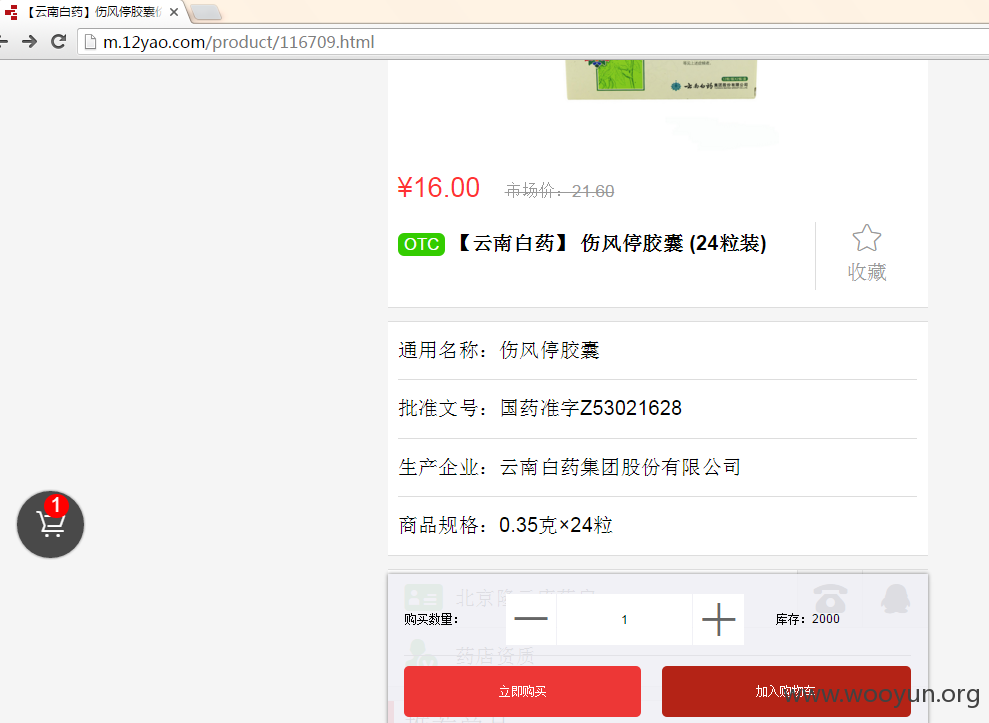 【云南白药】伤风停胶囊
m.12yao.com/product/116709.html
云南白药
¥16.00 市场价：21.60
OTC 【云南白药】 伤风停胶囊 (24粒装)
收藏
通用名称：伤风停胶囊
批准文号：国药准字Z53021628
生产企业：云南白药集团股份有限公司
商品规格：0.35克×24粒
1
购买数量： 1 库存：2000
药店资质
立即购买 加入购物车
www.wooyun.org